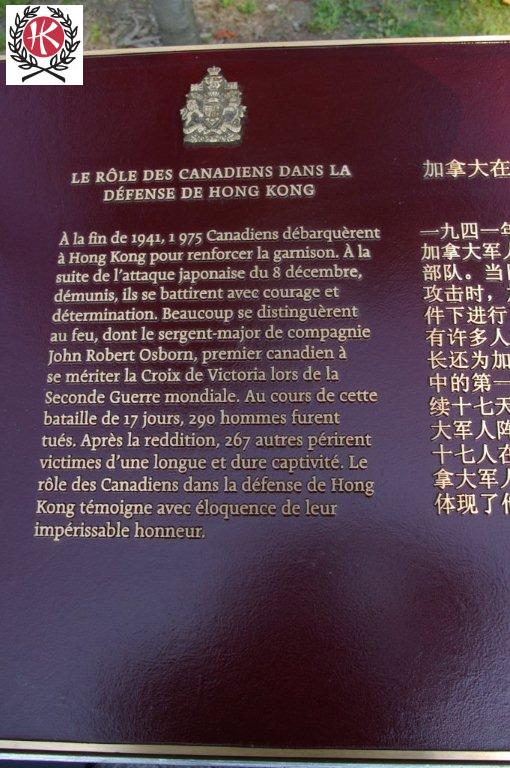 HK
LE RÔLE DES CANADIENS DANS LA
DÉFENSE DE HONG KONG
À la fin de 1941, 1 975 Canadiens débarquèrent
à Hong Kong pour renforcer la garnison. À la
suite de l'attaque japonaise du 8 décembre,
démunis, ils se battirent avec courage et
détermination. Beaucoup se distinguèrent
au feu, dont le sergent-major de compagnie
John Robert Osborn, premier canadien à
se mériter la Croix de Victoria lors de la
Seconde Guerre mondiale. Au cours de cette
bataille de 17 jours, 290 hommes furent
tués. Après la reddition, 267 autres périrent
victimes d'une longue et dure captivité. Le
rôle des Canadiens dans la défense de Hong
Kong témoigne avec éloquence de leur
impérissable honneur.
加拿大在
一九四一年
加拿大军人
部队。当
攻击时,
件下进行
有许多人
长还为加
中的第一
续十七天
大军人阵
十七人在
拿大军人
体现了